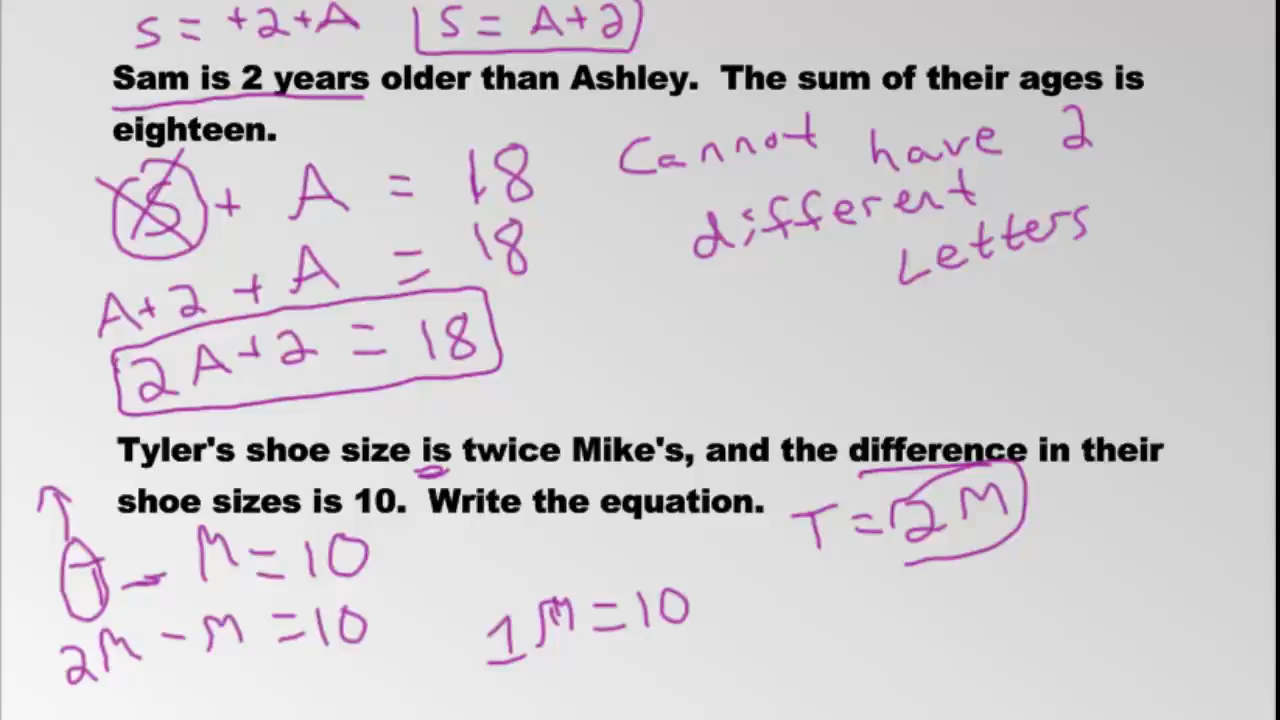 S = +2+A   S = A+2
Sam is 2 years older than Ashley. The sum of their ages is
eighteen.
S + A = 18
Cannot have 2
different
Letters
A+2 + A = 18
2A+2 = 18
Tyler's shoe size is twice Mike's, and the difference in their
shoe sizes is 10. Write the equation.
T = 2M
T - M = 10
2M - M = 10
1M = 10